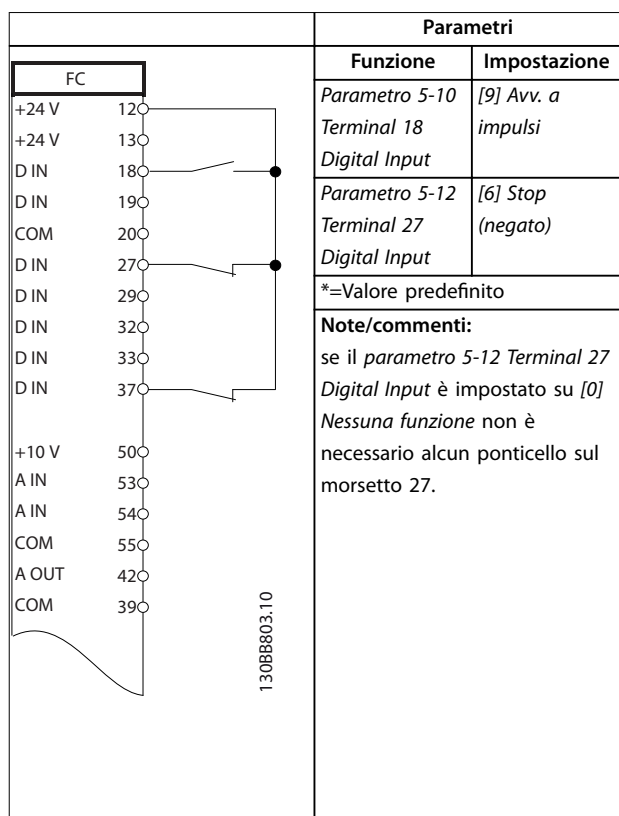 FC
+24 V 12
+24 V 13
D IN 18
D IN 19
COM 20
D IN 27
D IN 29
D IN 32
D IN 33
D IN 37
+10 V 50
A IN 53
A IN 54
COM 55
A OUT 42
COM 39
130BB803.10
Parametri
Funzione Impostazione
Parametro 5-10 [9] Avv. a
Terminal 18 impulsi
Digital Input
Parametro 5-12 [6] Stop
Terminal 27 (negato)
Digital Input
*=Valore predefinito
Note/commenti:
se il parametro 5-12 Terminal 27
Digital Input è impostato su [0]
Nessuna funzione non è
necessario alcun ponticello sul
morsetto 27.